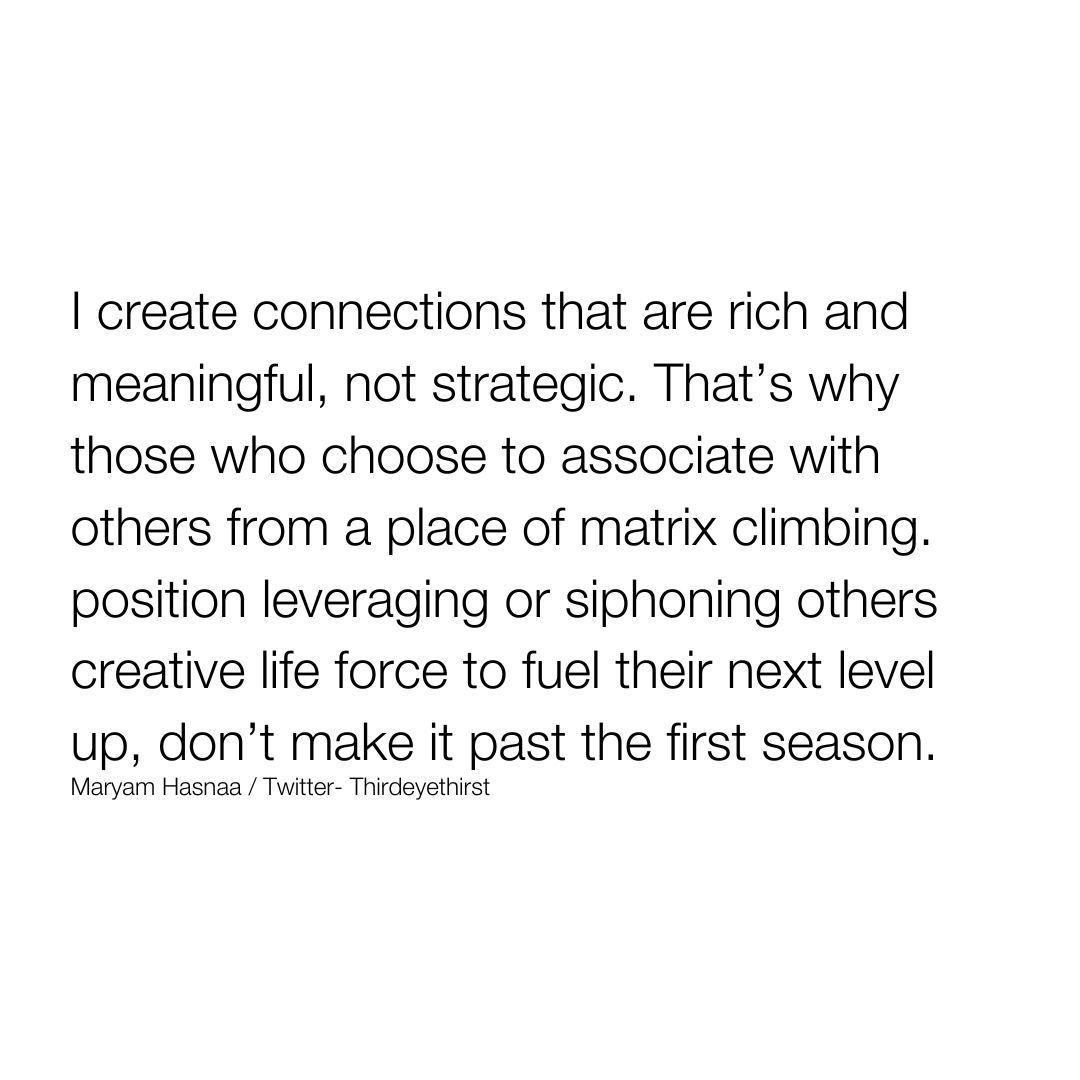 I create connections that are rich and
meaningful, not strategic. That’s why
those who choose to associate with
others from a place of matrix climbing.
position leveraging or siphoning others
creative life force to fuel their next level
up, don’t make it past the first season.
Maryam Hasnaa / Twitter- Thirdeyethirst